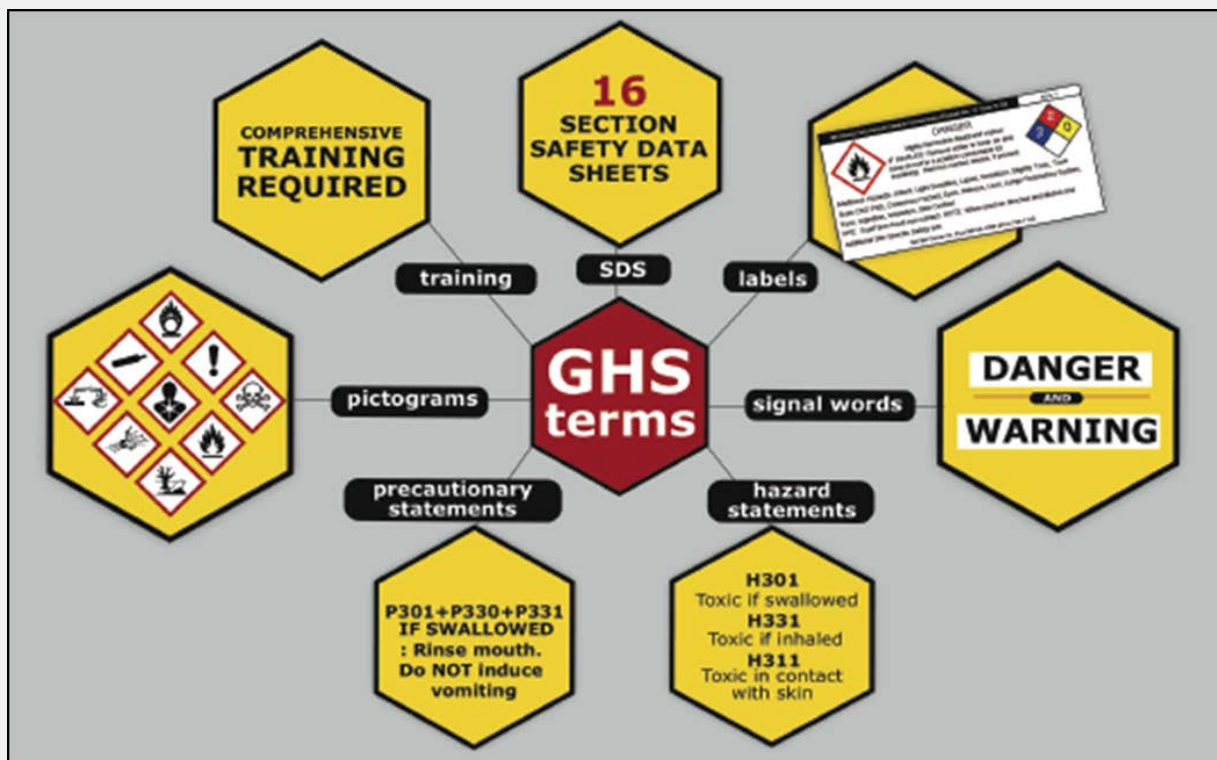 COMPREHENSIVE
TRAINING
REQUIRED
16
SECTION
SAFETY DATA
SHEETS
DANGER
training
SDS
labels
GHS
terms
pictograms
signal words
DANGER
AND
WARNING
precautionary
statements
hazard
statements
P301+P330+P331
IF SWALLOWED
: Rinse mouth.
Do NOT induce
vomiting
H301
Toxic if swallowed
H331
Toxic if inhaled
H311
Toxic in contact
with skin